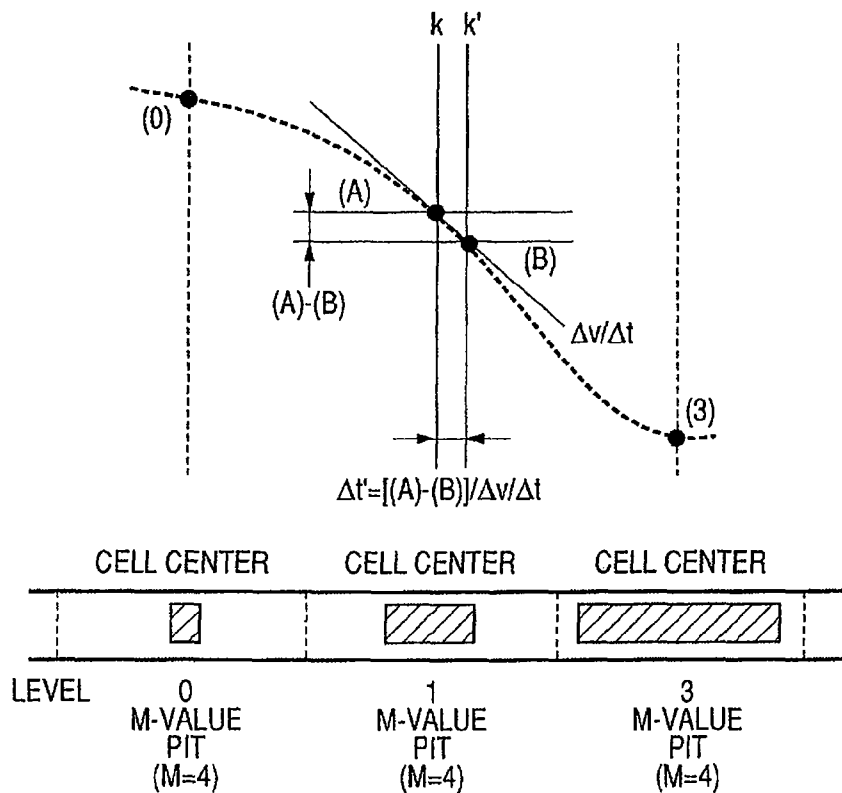 k k'
(0)
(A)
(B)
(A)-(B)
Δv/Δt
(3)
Δt'=[(A)-(B)]/Δv/Δt
CELL CENTER CELL CENTER CELL CENTER
LEVEL 0 1 3
M-VALUE M-VALUE M-VALUE
PIT PIT PIT
(M=4) (M=4) (M=4)